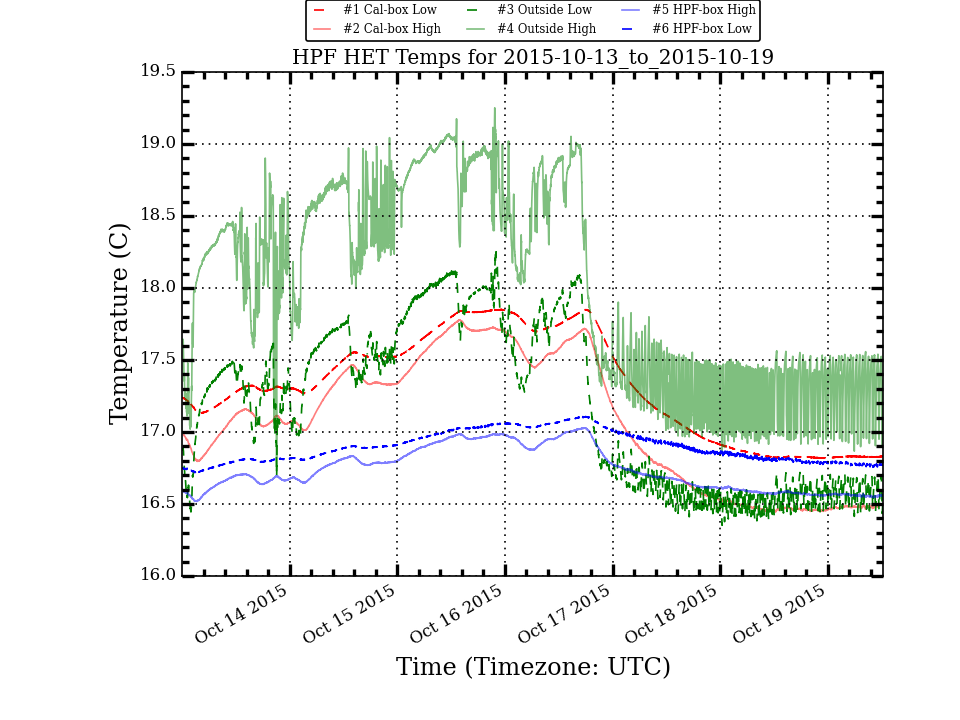 #1 Cal-box Low #3 Outside Low #5 HPF-box High
#2 Cal-box High #4 Outside High #6 HPF-box Low
HPF HET Temps for 2015-10-13_to_2015-10-19
19.5
19.0
18.5
18.0
17.5
17.0
16.5
16.0
Temperature (C)
Oct 14 2015
Oct 15 2015
Oct 16 2015
Oct 17 2015
Oct 18 2015
Oct 19 2015
Time (Timezone: UTC)